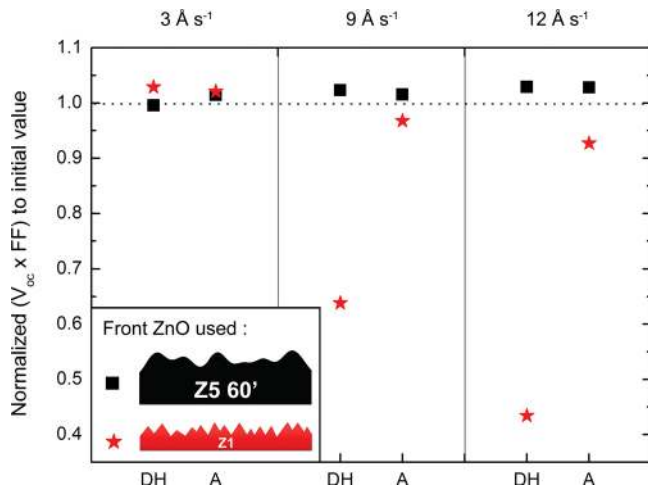 3 Å s⁻¹ 9 Å s⁻¹ 12 Å s⁻¹
Normalized (Vₒc x FF) to initial value
1.1
1.0
0.9
0.8
0.7
0.6
0.5
0.4
Front ZnO used :
Z5 60'
Z1
DH A DH A DH A